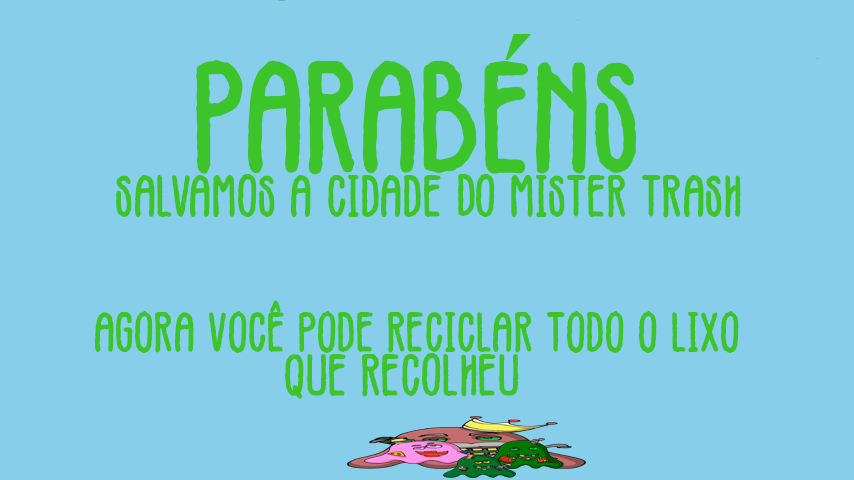 PARABÉNS
SALVAMOS A CIDADE DO MISTER TRASH
AGORA VOCÊ PODE RECICLAR TODO O LIXO
QUE RECOLHEU